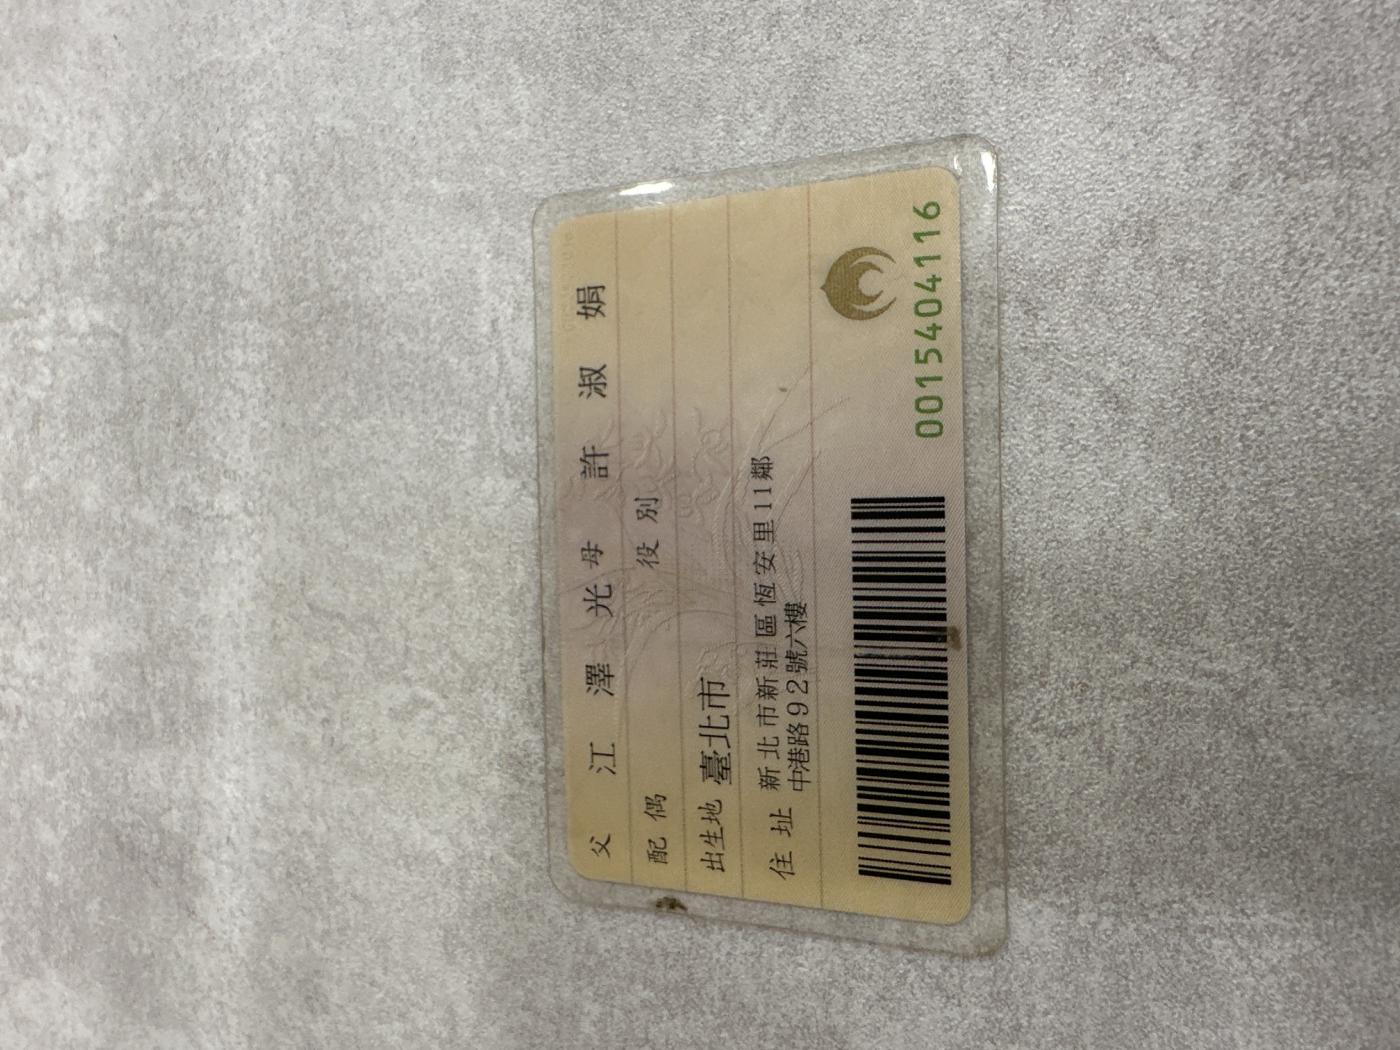 父 江 澤 光 母 許 淑 娟
配偶 役別
出生地 臺北市
住址 新北市新莊區恆安里11鄰
中港路92號六樓
0015404116